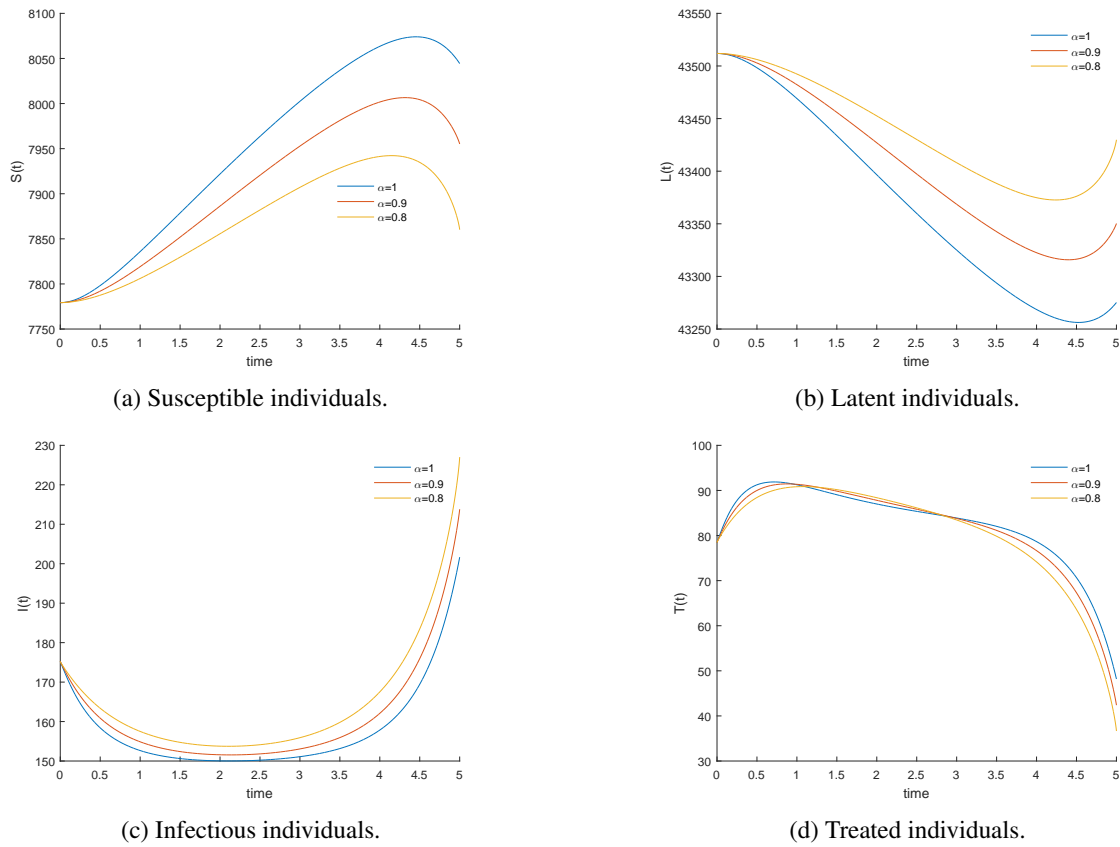 8100
8050
8000
7950
7900
7850
7800
7750
S(t)
0 0.5 1 1.5 2 2.5 3 3.5 4 4.5 5
time
α=1
α=0.9
α=0.8
(a) Susceptible individuals.
43550
43500
43450
43400
43350
43300
43250
L(t)
0 0.5 1 1.5 2 2.5 3 3.5 4 4.5 5
time
α=1
α=0.9
α=0.8
(b) Latent individuals.
230
220
210
200
190
180
170
160
150
I(t)
0 0.5 1 1.5 2 2.5 3 3.5 4 4.5 5
time
α=1
α=0.9
α=0.8
(c) Infectious individuals.
100
90
80
70
60
50
40
30
T(t)
0 0.5 1 1.5 2 2.5 3 3.5 4 4.5 5
time
α=1
α=0.9
α=0.8
(d) Treated individuals.